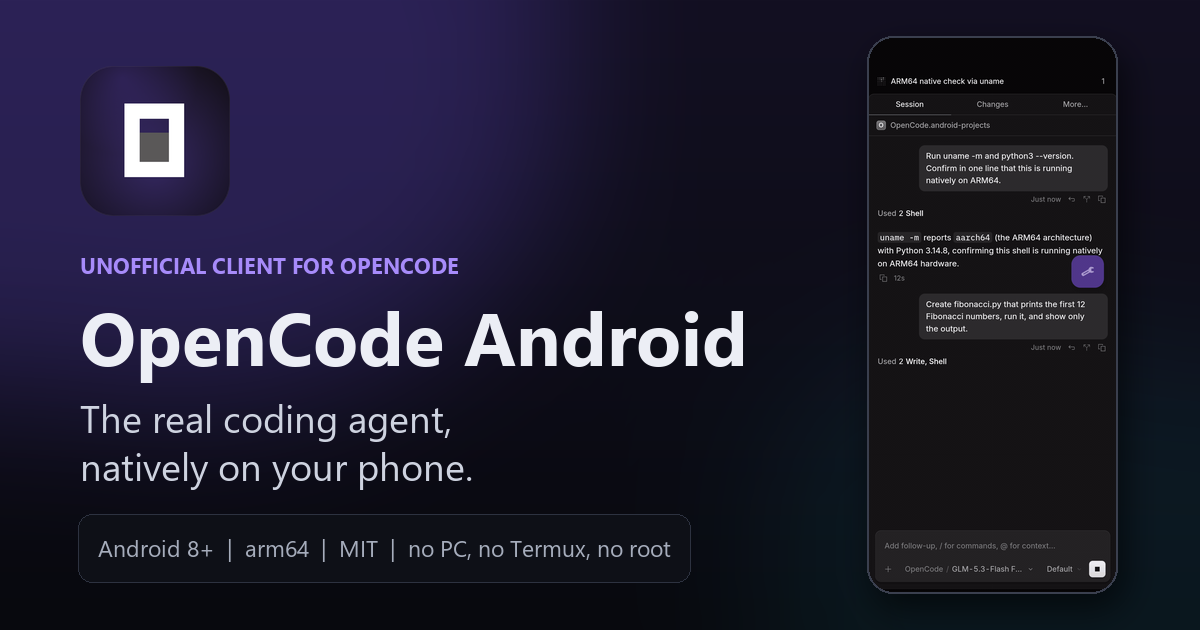 UNOFFICIAL CLIENT FOR OPENCODE
OpenCode Android
The real coding agent,
natively on your phone.
Android 8+ | arm64 | MIT | no PC, no Termux, no root
ARM64 native check via uname 1
Session Changes More...
OpenCode.android-projects
Run uname -m and python3 --version.
Confirm in one line that this is running
natively on ARM64.
Just now
Used 2 Shell
uname -m reports aarch64 (the ARM64 architecture)
with Python 3.14.8, confirming this shell is running natively
on ARM64 hardware.
12s
Create fibonacci.py that prints the first 12
Fibonacci numbers, run it, and show only
the output.
Just now
Used 2 Write, Shell
Add follow-up, / for commands, @ for context...
OpenCode / GLM-5.3-Flash F... Default